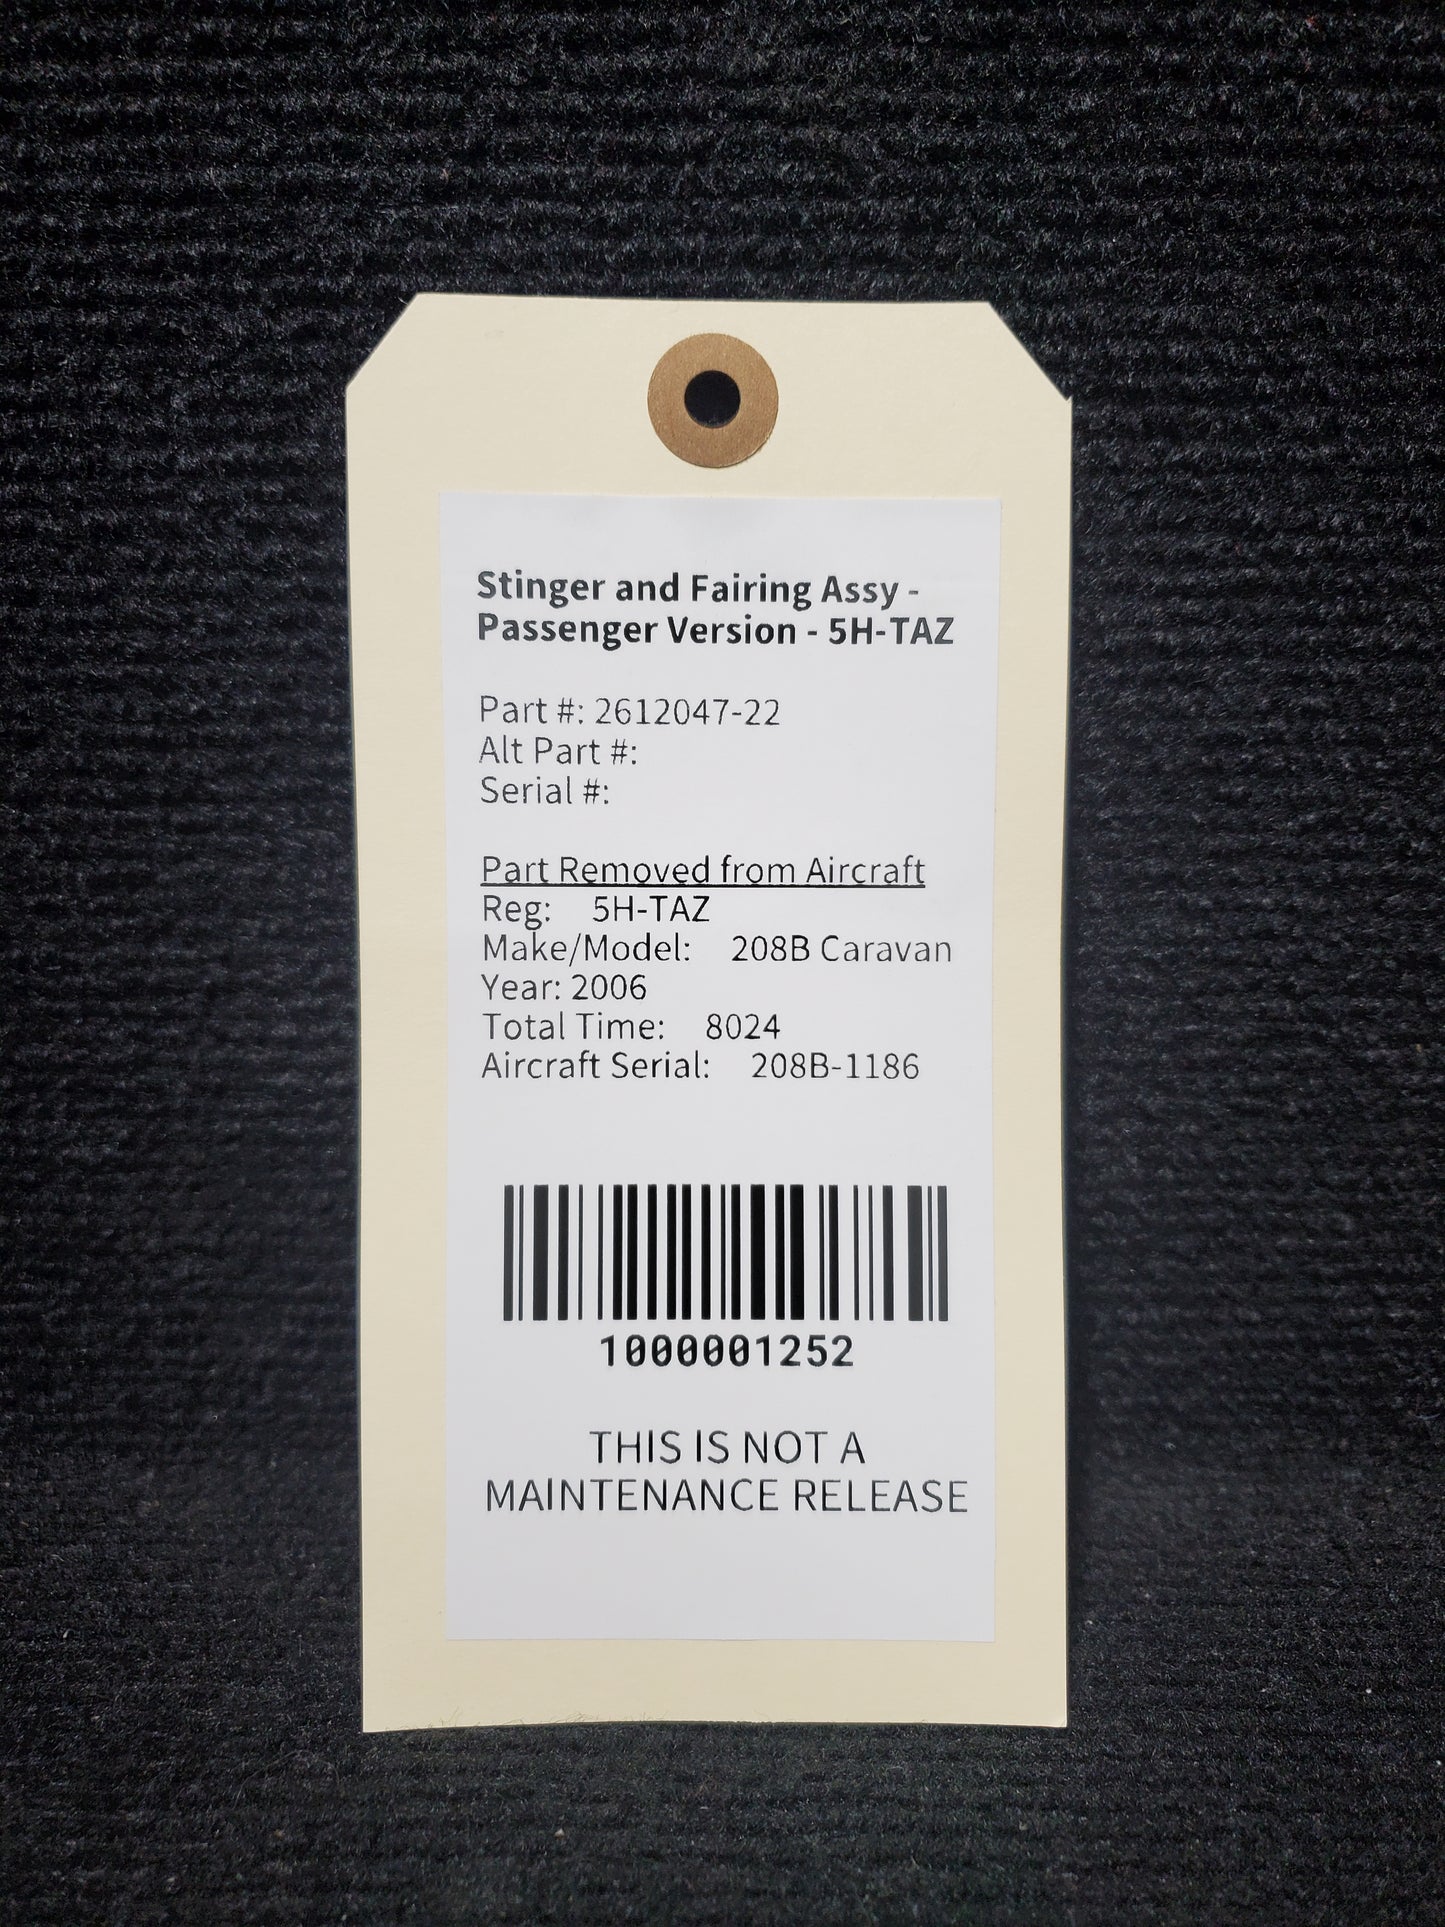 Stinger and Fairing Assy -
Passenger Version - 5H-TAZ
Part #: 2612047-22
Alt Part #:
Serial #:
Part Removed from Aircraft
Reg: 5H-TAZ
Make/Model: 208B Caravan
Year: 2006
Total Time: 8024
Aircraft Serial: 208B-1186
1000001252
THIS IS NOT A
MAINTENANCE RELEASE